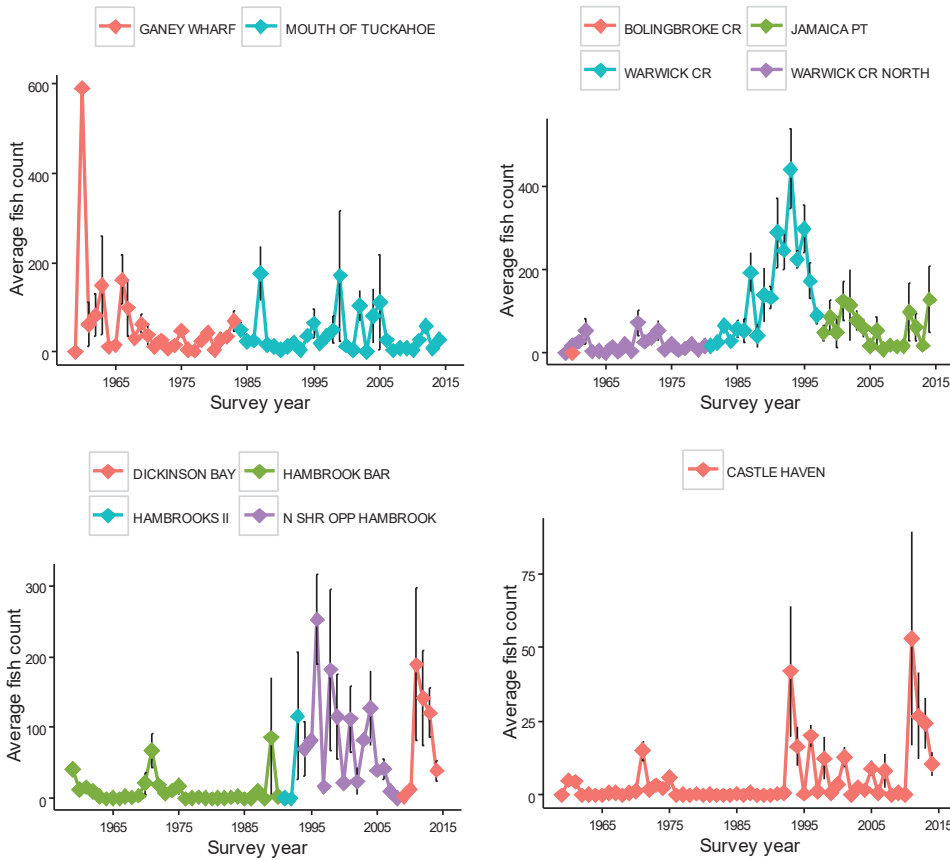 GANEY WHARF MOUTH OF TUCKAHOE
600
400
200
0
Average fish count
1965 1975 1985 1995 2005 2015
Survey year
BOLINGBROKE CR JAMAICA PT
WARWICK CR WARWICK CR NORTH
400
200
0
Average fish count
1965 1975 1985 1995 2005 2015
Survey year
DICKINSON BAY HAMBROOK BAR
HAMBROOKS II N SHR OPP HAMBROOK
300
200
100
0
Average fish count
1965 1975 1985 1995 2005 2015
Survey year
CASTLE HAVEN
75
50
25
0
Average fish count
1965 1975 1985 1995 2005 2015
Survey year